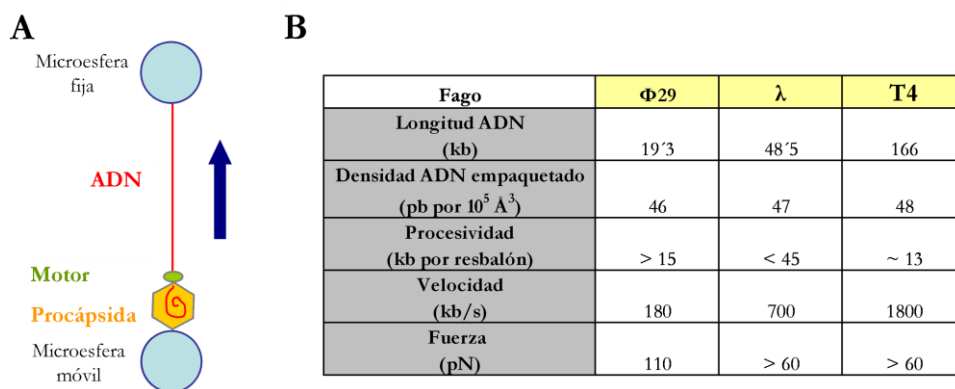 A
Microesfera
fija
ADN
Motor
Procápsida
Microesfera
móvil
B
Fago Φ29 λ T4
Longitud ADN
(kb) 19´3 48´5 166
Densidad ADN empaquetado
(pb por 10⁵ Å³) 46 47 48
Procesividad
(kb por resbalón) > 15 < 45 ~ 13
Velocidad
(kb/s) 180 700 1800
Fuerza
(pN) 110 > 60 > 60